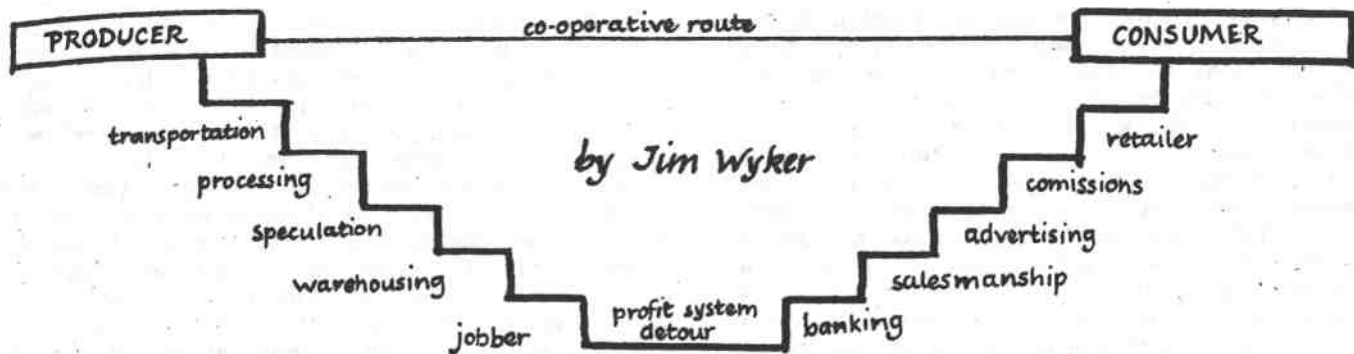 PRODUCER
co-oporative route
CONSUMER
transportation
processing
speculation
warehousing
jobber
by Jim Wyker
profit system
detour
banking
salesmanship
advertising
comissions
retailer